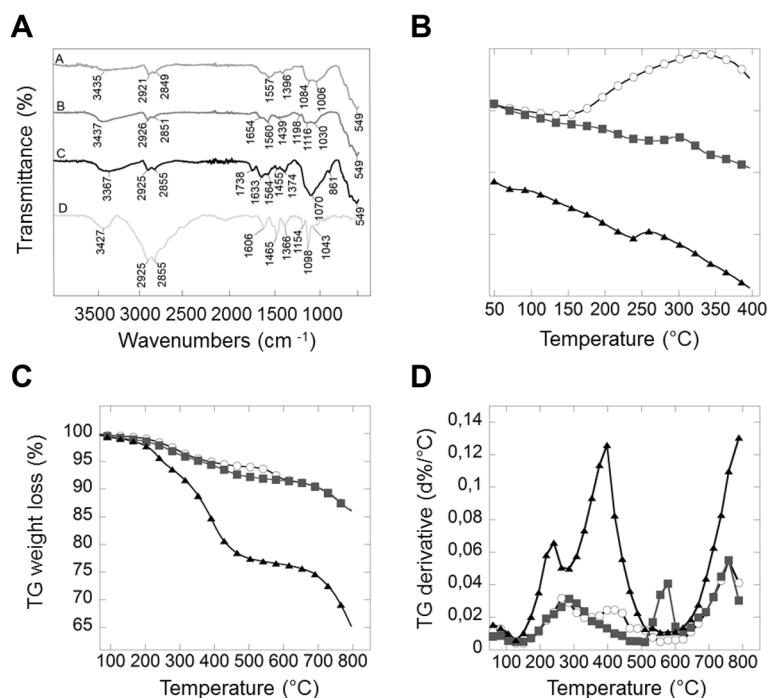 A
Transmittance (%)
A
3435
2921
2849
1557
1396
1084
1006
549
B
3437
2926
2851
1654
1560
1439
1198
1116
1030
549
C
3367
2925
2855
1738
1633
1564
1455
1374
1070
861
549
D
3427
2925
2855
1606
1465
1366
1154
1098
1043
3500 3000 2500 2000 1500 1000
Wavenumbers (cm -1)
B
50 100 150 200 250 300 350 400
Temperature (°C)
C
TG weight loss (%)
100
95
90
85
80
75
70
65
100 200 300 400 500 600 700 800
Temperature (°C)
D
TG derivative (d%/°C)
0,14
0,12
0,1
0,08
0,06
0,04
0,02
0
100 200 300 400 500 600 700 800
Temperature (°C)